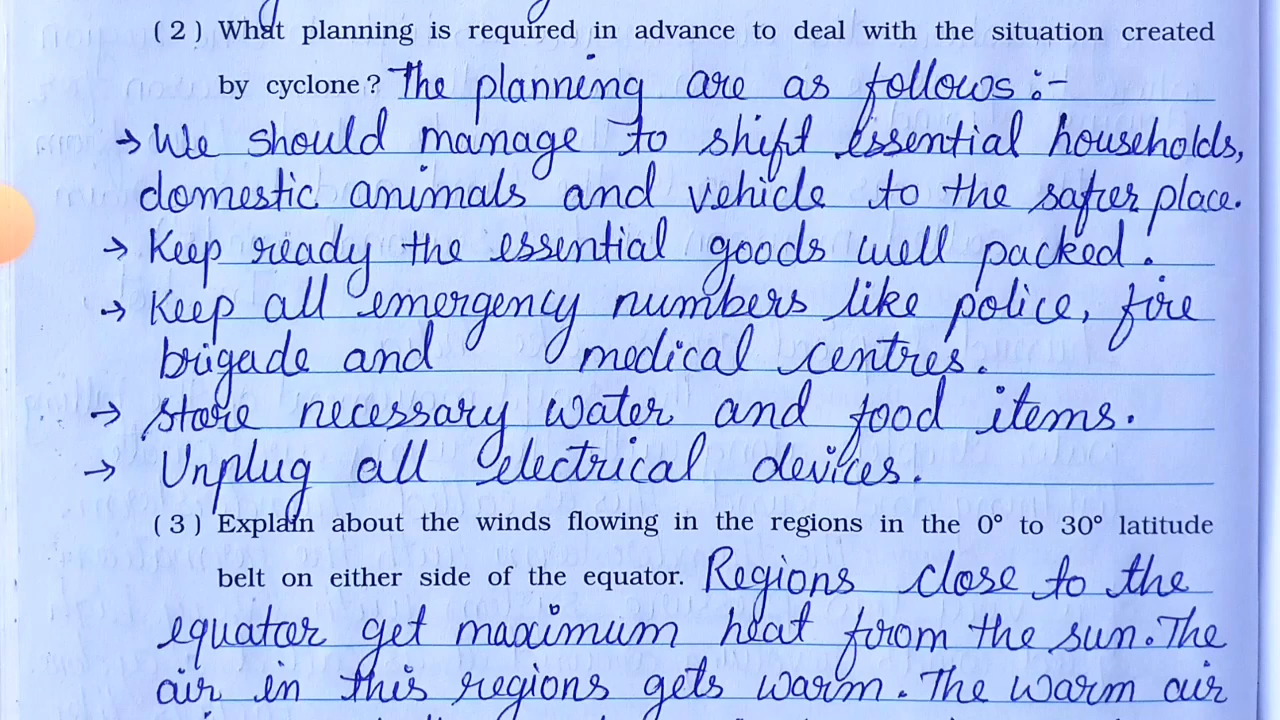 ( 2 ) What planning is required in advance to deal with the situation created
by cyclone ? The planning are as follows :-
→ We should manage to shift essential households,
domestic animals and vehicle to the safer place.
→ Keep ready the essential goods well packed.
→ Keep all emergency numbers like police, fire
brigade and medical centres.
→ store necessary water and food items.
→ Unplug all electrical devices.
( 3 ) Explain about the winds flowing in the regions in the 0° to 30° latitude
belt on either side of the equator. Regions close to the
equator get maximum heat from the sun. The
air in this regions gets warm. The warm air